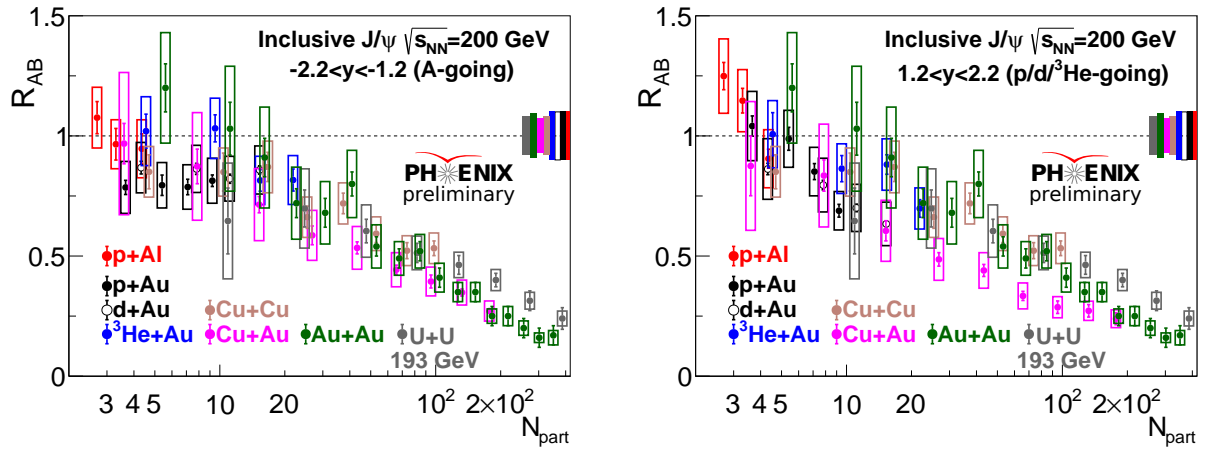 R_AB
1.5
1
0.5
0
Inclusive J/ψ √s_NN=200 GeV
-2.2<y<-1.2 (A-going)
PH ENIX
preliminary
p+Al
p+Au
d+Au
Cu+Cu
³He+Au
Cu+Au
Au+Au
U+U
193 GeV
3 4 5 10 20 10² 2×10²
N_part
R_AB
1.5
1
0.5
0
Inclusive J/ψ √s_NN=200 GeV
1.2<y<2.2 (p/d/³He-going)
PH ENIX
preliminary
p+Al
p+Au
d+Au
Cu+Cu
³He+Au
Cu+Au
Au+Au
U+U
193 GeV
3 4 5 10 20 10² 2×10²
N_part